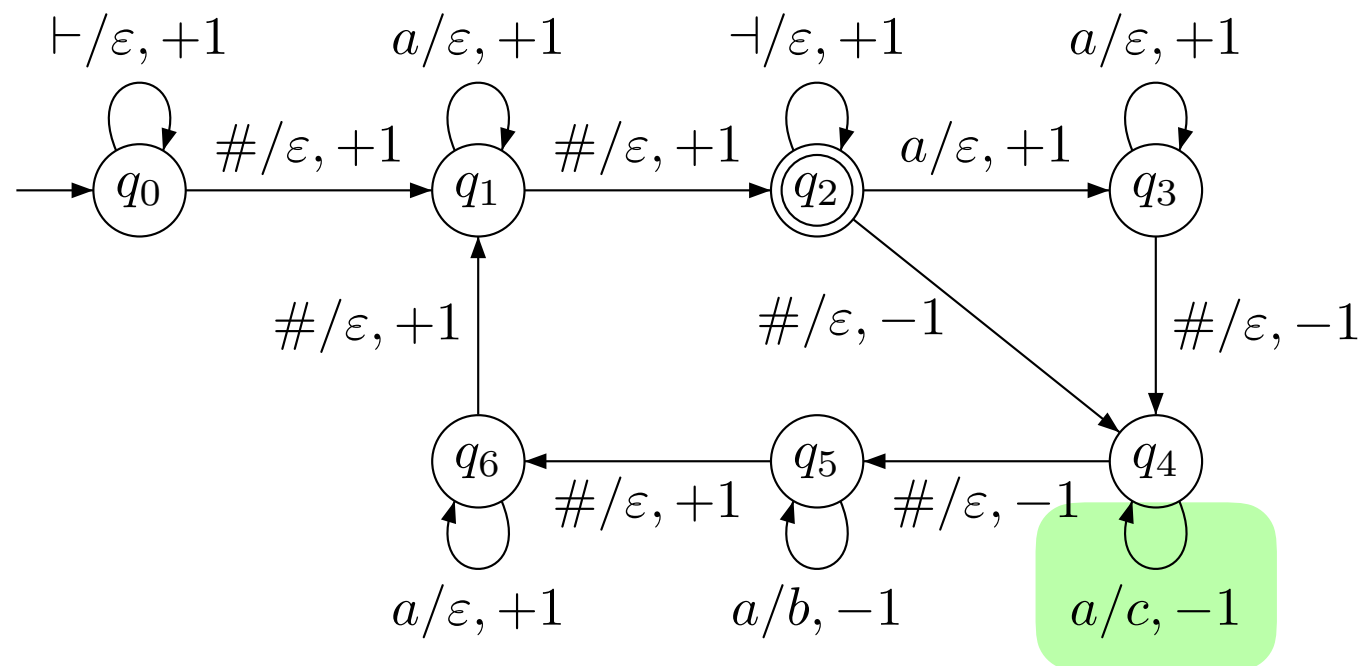 ⊢/ε, +1 a/ε, +1 ⊣/ε, +1 a/ε, +1
#/ε, +1 #/ε, +1 a/ε, +1
q0 q1 q2 q3
#/ε, +1 #/ε, −1 #/ε, −1
q6 q5 q4
#/ε, +1 #/ε, −1
a/ε, +1 a/b, −1 a/c, −1